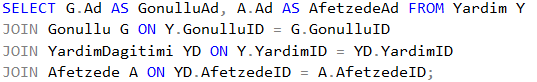 SELECT G.Ad AS GonulluAd, A.Ad AS AfetzedeAd FROM Yardim Y
JOIN Gonullu G ON Y.GonulluID = G.GonulluID
JOIN YardimDagitimi YD ON Y.YardimID = YD.YardimID
JOIN Afetzede A ON YD.AfetzedeID = A.AfetzedeID;